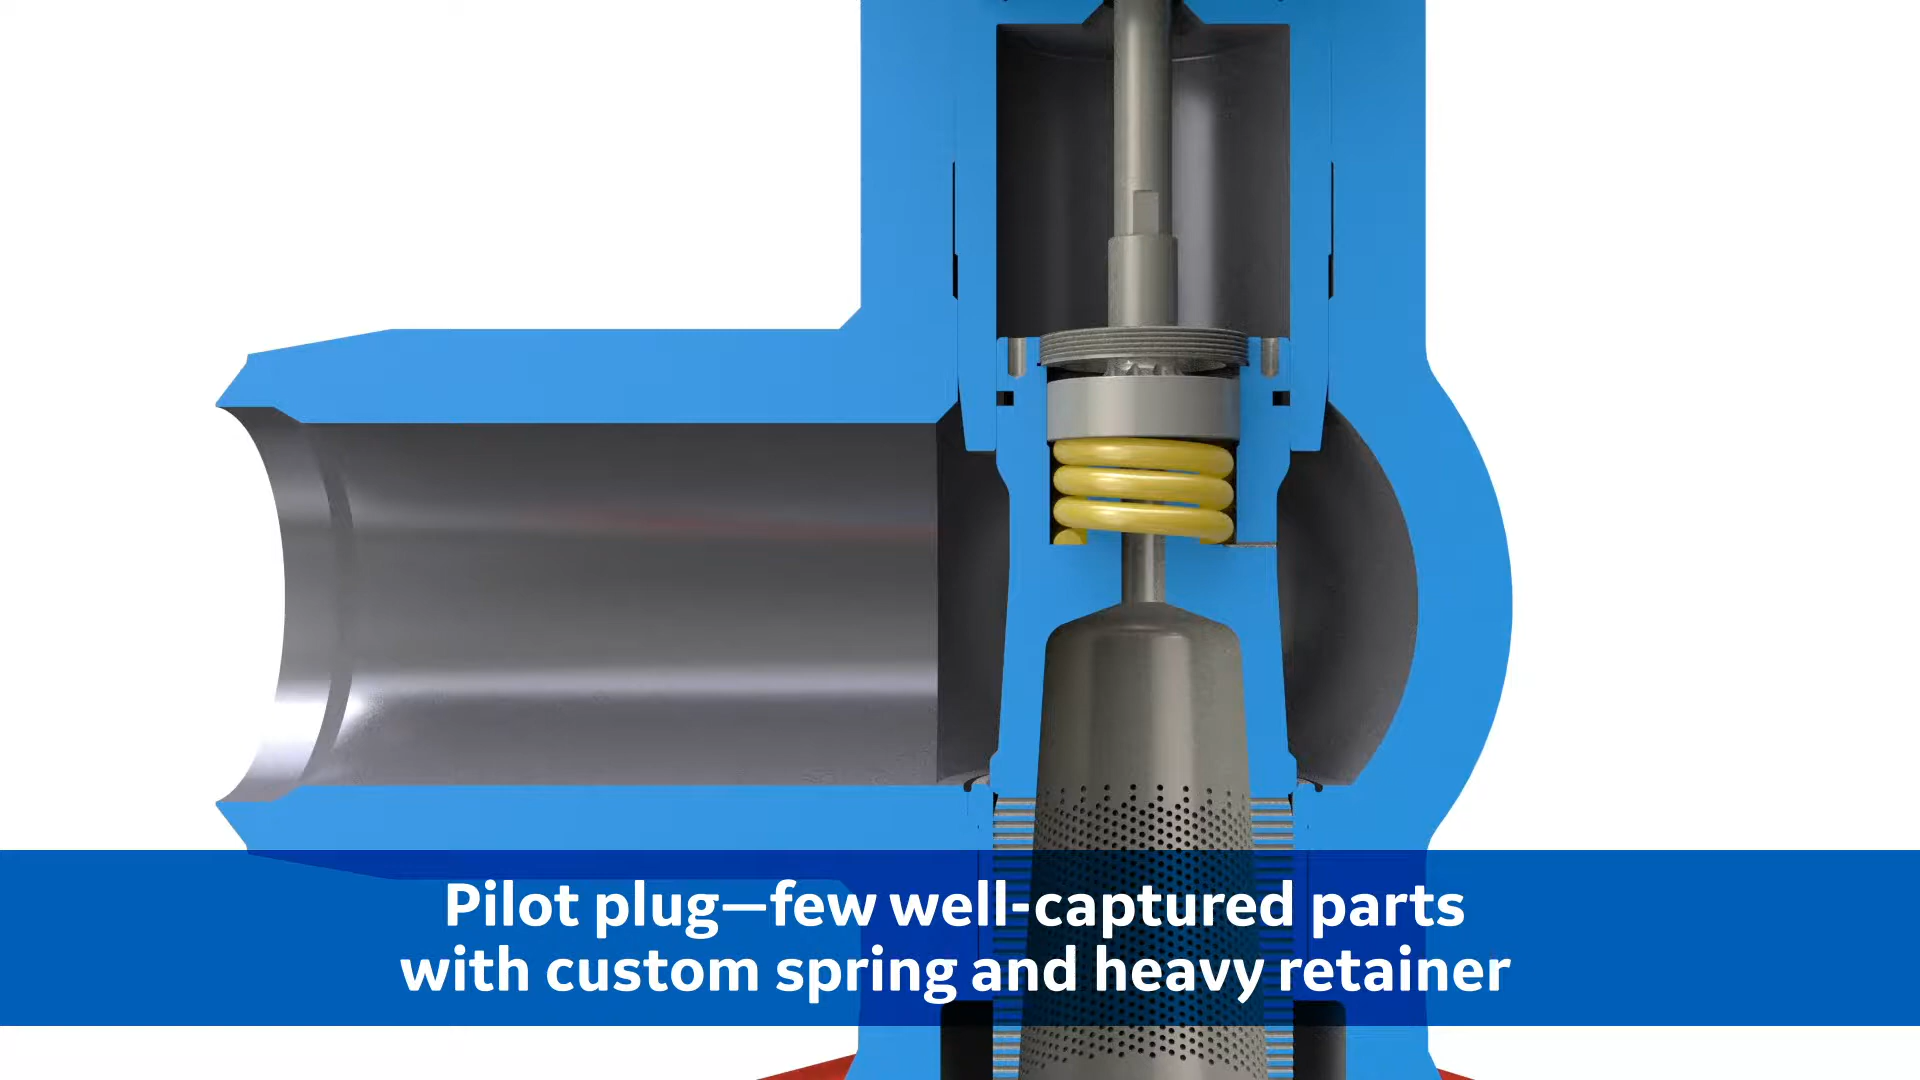 Pilot plug—few well-captured parts
with custom spring and heavy retainer